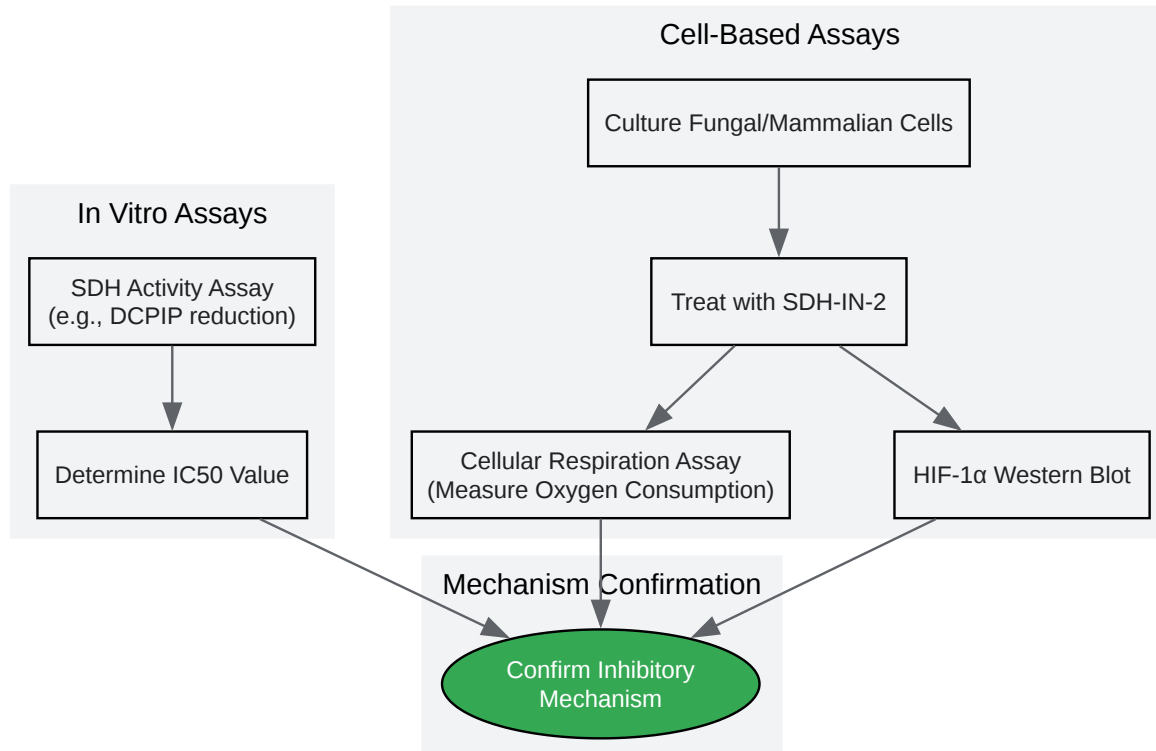 Cell-Based Assays
Culture Fungal/Mammalian Cells
In Vitro Assays
SDH Activity Assay
(e.g., DCPIP reduction)
Treat with SDH-IN-2
Determine IC50 Value
Cellular Respiration Assay
(Measure Oxygen Consumption)
HIF-1α Western Blot
Mechanism Confirmation
Confirm Inhibitory
Mechanism